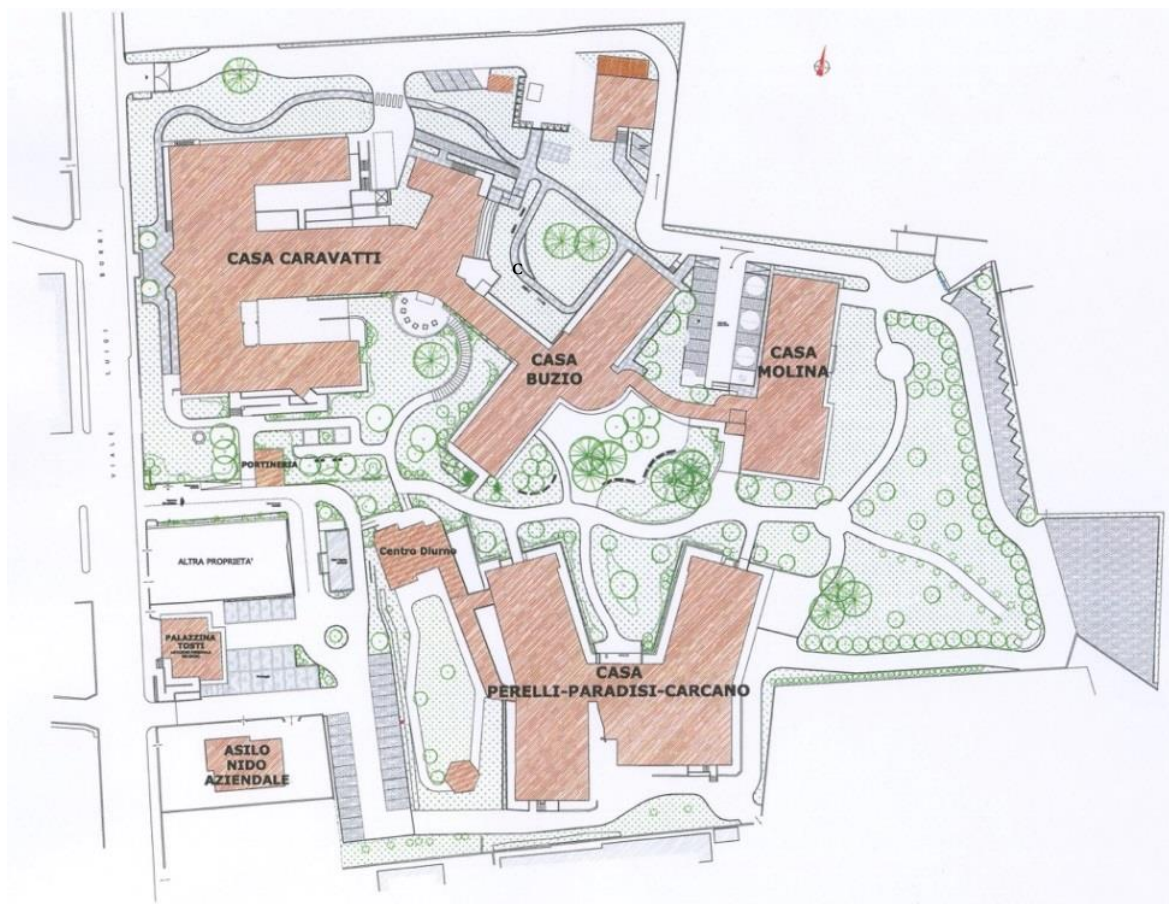 CASA CARAVATTI
C
CASA
BUZIO
CASA
MOLINA
VIALE LUIGI BORRI
PORTINERIA
Centro Diurno
ALTRA PROPRIETA'
PALAZZINA
TOSTI
CASA
PERELLI-PARADISI-CARCANO
ASILO
NIDO
AZIENDALE